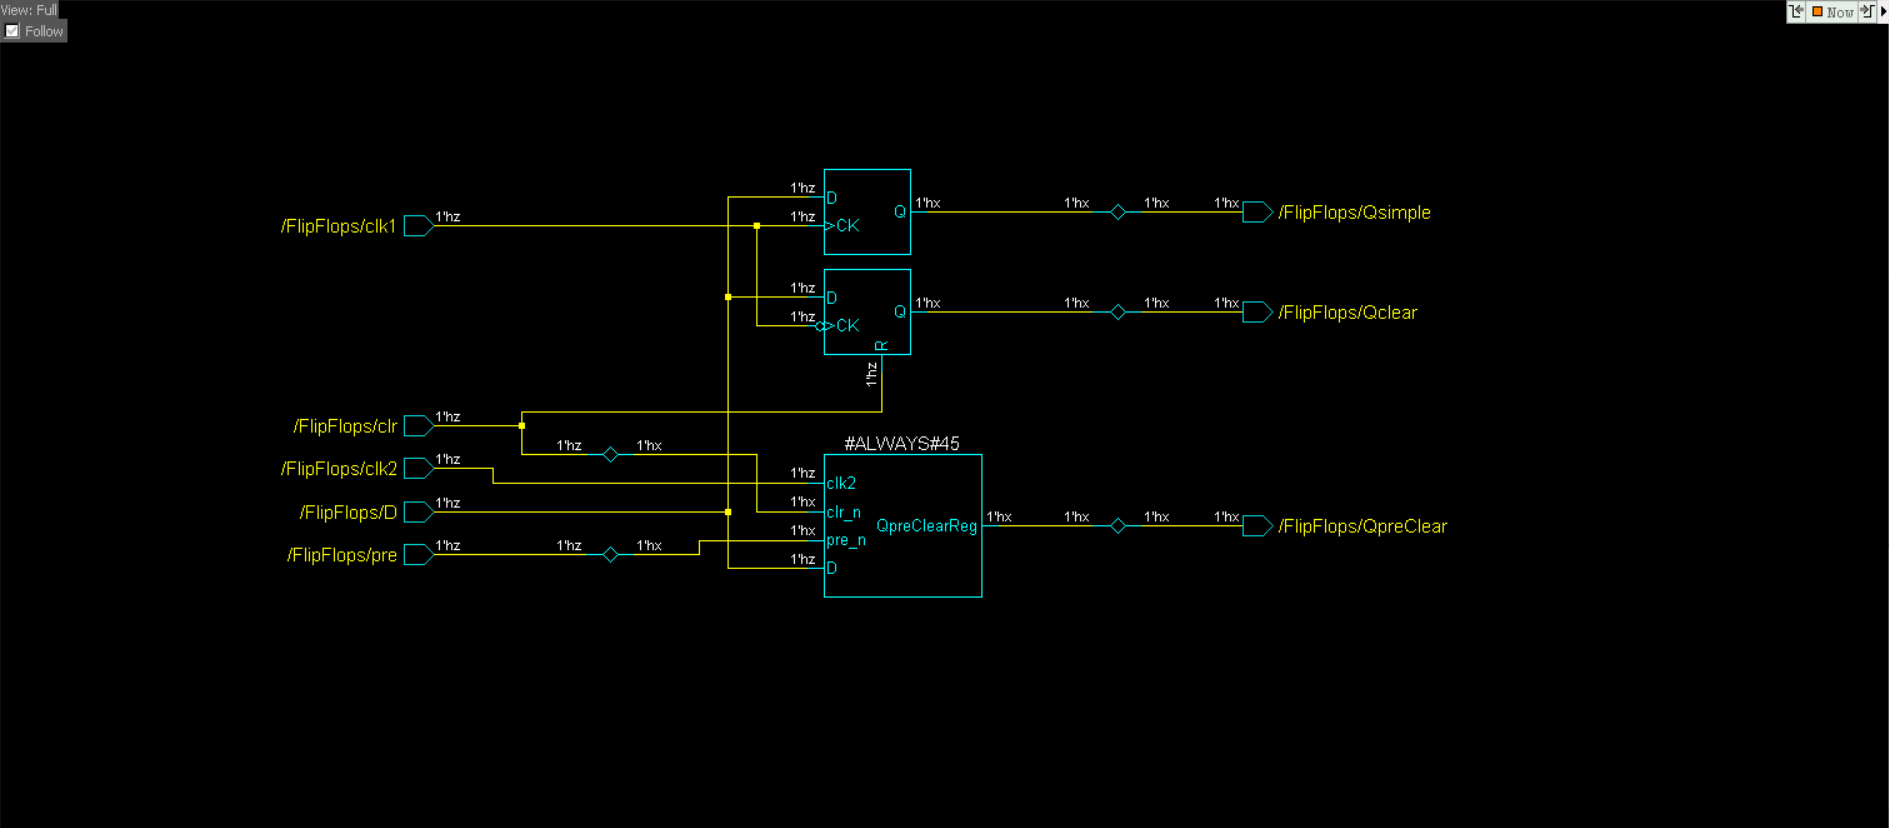 View: Full
Follow
Now
1'hz
D
1'hx
1'hx
1'hx
1'hx
/FlipFlops/clk1
1'hz
1'hz
CK
Q
/FlipFlops/Qsimple
1'hz
D
1'hx
1'hx
1'hx
1'hx
1'hz
CK
Q
/FlipFlops/Qclear
R
1'hz
/FlipFlops/clr
1'hz
1'hz
1'hx
#ALWAYS#45
/FlipFlops/clk2
1'hz
1'hz
clk2
/FlipFlops/D
1'hz
1'hx
clr_n
QpreClearReg
1'hx
1'hx
1'hx
1'hx
/FlipFlops/QpreClear
/FlipFlops/pre
1'hz
1'hz
1'hx
1'hx
pre_n
1'hz
D